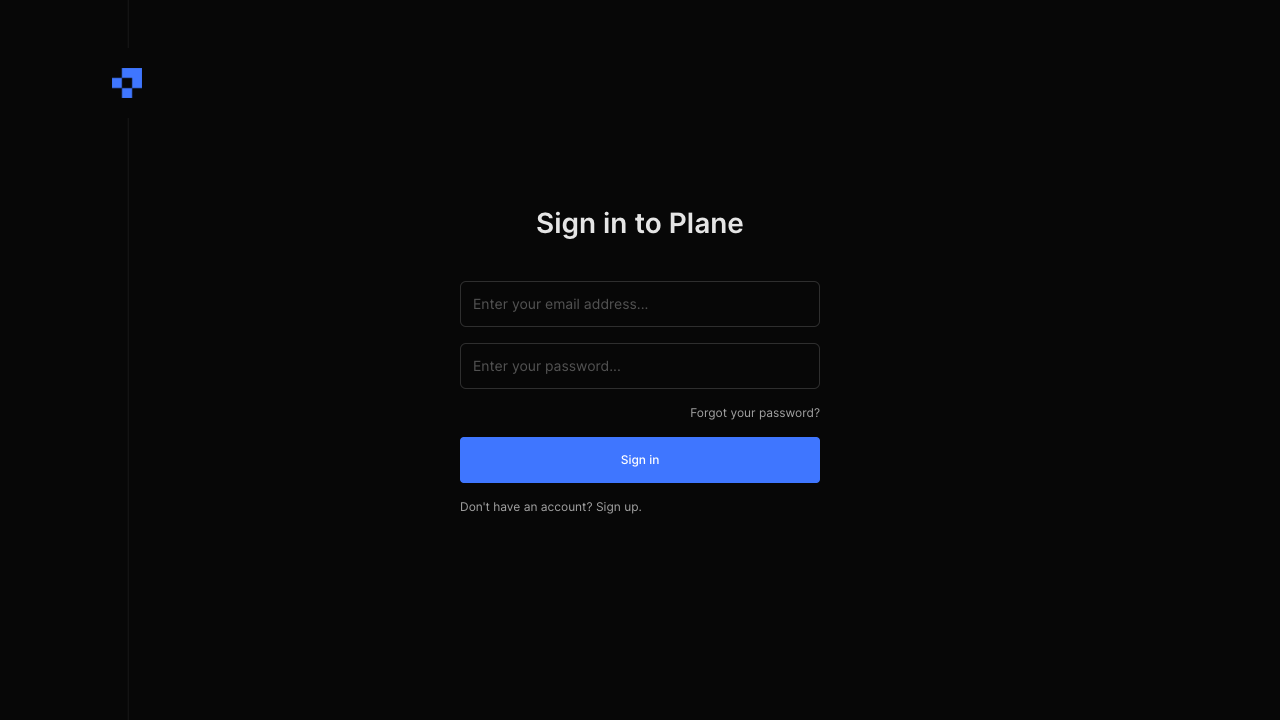 Sign in to Plane
Enter your email address...
Enter your password...
Forgot your password?
Sign in
Don't have an account? Sign up.